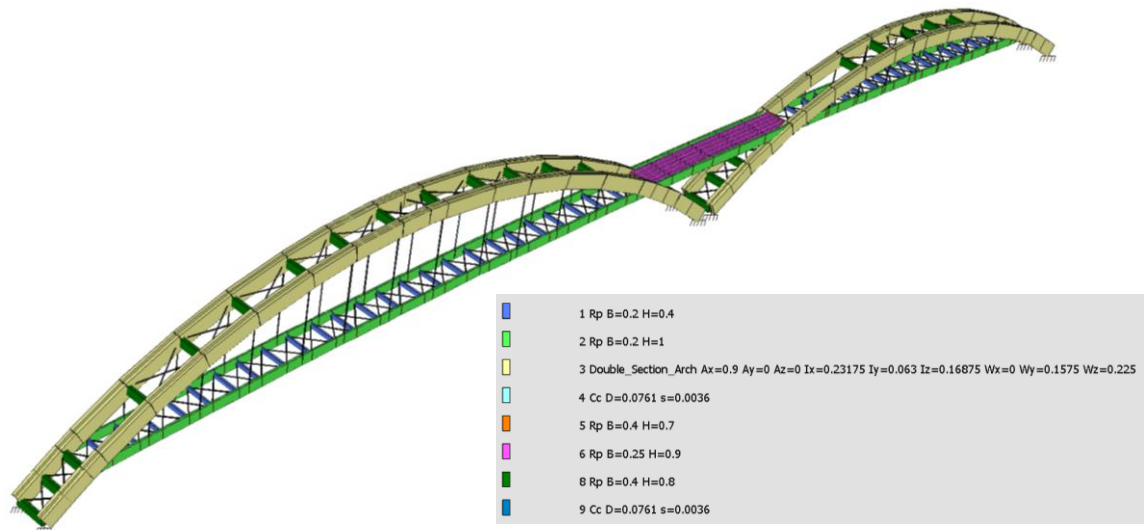 1 Rp B=0.2 H=0.4
2 Rp B=0.2 H=1
3 Double_Section_Arch Ax=0.9 Ay=0 Az=0 Ix=0.23175 Iy=0.063 Iz=0.16875 Wx=0 Wy=0.1575 Wz=0.225
4 Cc D=0.0761 s=0.0036
5 Rp B=0.4 H=0.7
6 Rp B=0.25 H=0.9
8 Rp B=0.4 H=0.8
9 Cc D=0.0761 s=0.0036